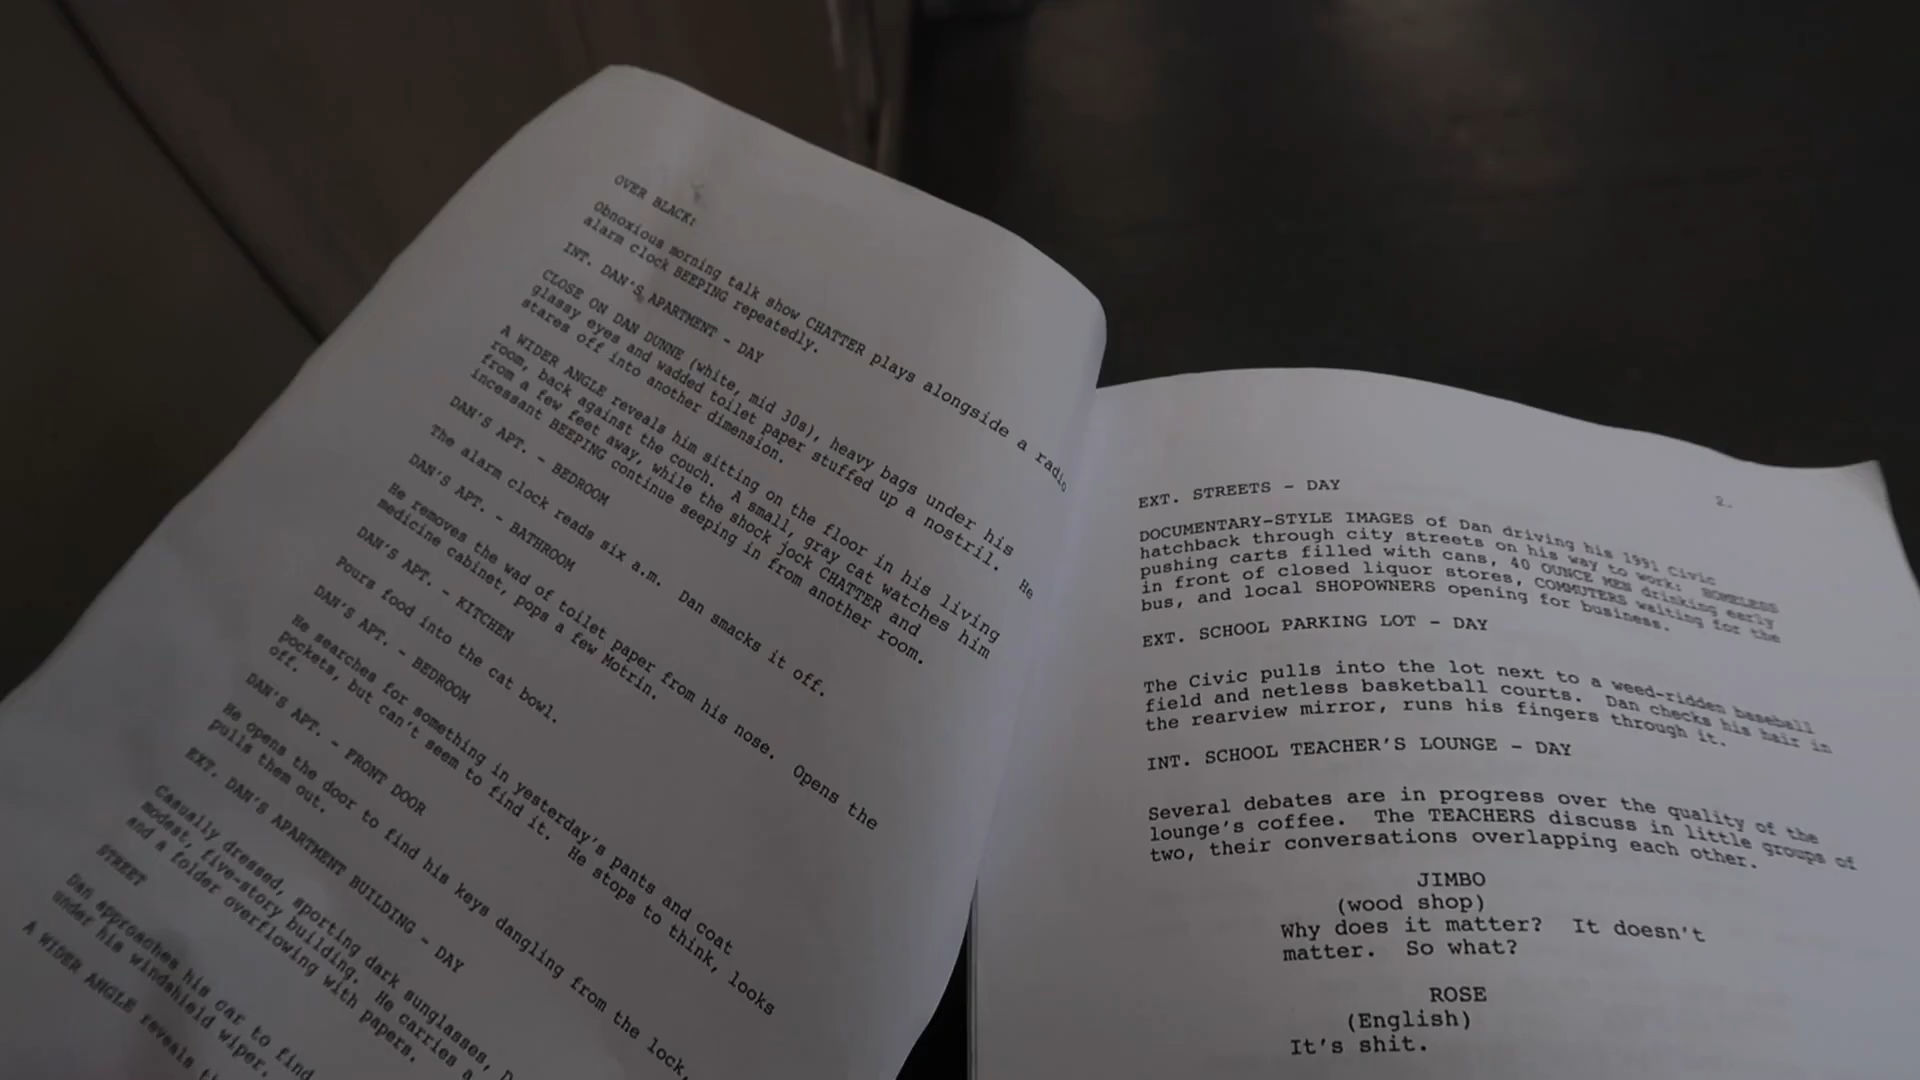 OVER BLACK:
Obnoxious morning talk show CHATTER plays alongside a radio
alarm clock BEEPING repeatedly.
INT. DAN'S APARTMENT - DAY
CLOSE ON DAN DUNNE (white, mid 30s), heavy bags under his
glassy eyes and wadded toilet paper stuffed up a nostril. He
stares off into another dimension.
A WIDER ANGLE reveals him sitting on the floor in his living
room, back against the couch. A small, gray cat watches him
from a few feet away, while the shock jock CHATTER and
incessant BEEPING continue seeping in from another room.
DAN'S APT. - BEDROOM
The alarm clock reads six a.m. Dan smacks it off.
DAN'S APT. - BATHROOM
He removes the wad of toilet paper from his nose. Opens the
medicine cabinet, pops a few Motrin.
DAN'S APT. - KITCHEN
Pours food into the cat bowl.
DAN'S APT. - BEDROOM
He searches for something in yesterday's pants and coat
pockets, but can't seem to find it. He stops to think, looks
off.
DAN'S APT. - FRONT DOOR
He opens the door to find his keys dangling from the lock,
pulls them out.
EXT. DAN'S APARTMENT BUILDING - DAY
Casually dressed, sporting dark sunglasses, D
modest, five-story building. He carries a
and a folder overflowing with papers.
STREET
Dan approaches his car to find
under his windshield wiper.
A WIDER ANGLE reveals t
2.
EXT. STREETS - DAY
DOCUMENTARY-STYLE IMAGES of Dan driving his 1991 Civic
hatchback through city streets on his way to work: HOMELESS
pushing carts filled with cans, 40 OUNCE MEN drinking early
in front of closed liquor stores, COMMUTERS waiting for the
bus, and local SHOPOWNERS opening for business.
EXT. SCHOOL PARKING LOT - DAY
The Civic pulls into the lot next to a weed-ridden baseball
field and netless basketball courts. Dan checks his hair in
the rearview mirror, runs his fingers through it.
INT. SCHOOL TEACHER'S LOUNGE - DAY
Several debates are in progress over the quality of the
lounge's coffee. The TEACHERS discuss in little groups of
two, their conversations overlapping each other.
JIMBO
(wood shop)
Why does it matter? It doesn't
matter. So what?
ROSE
(English)
It's shit.